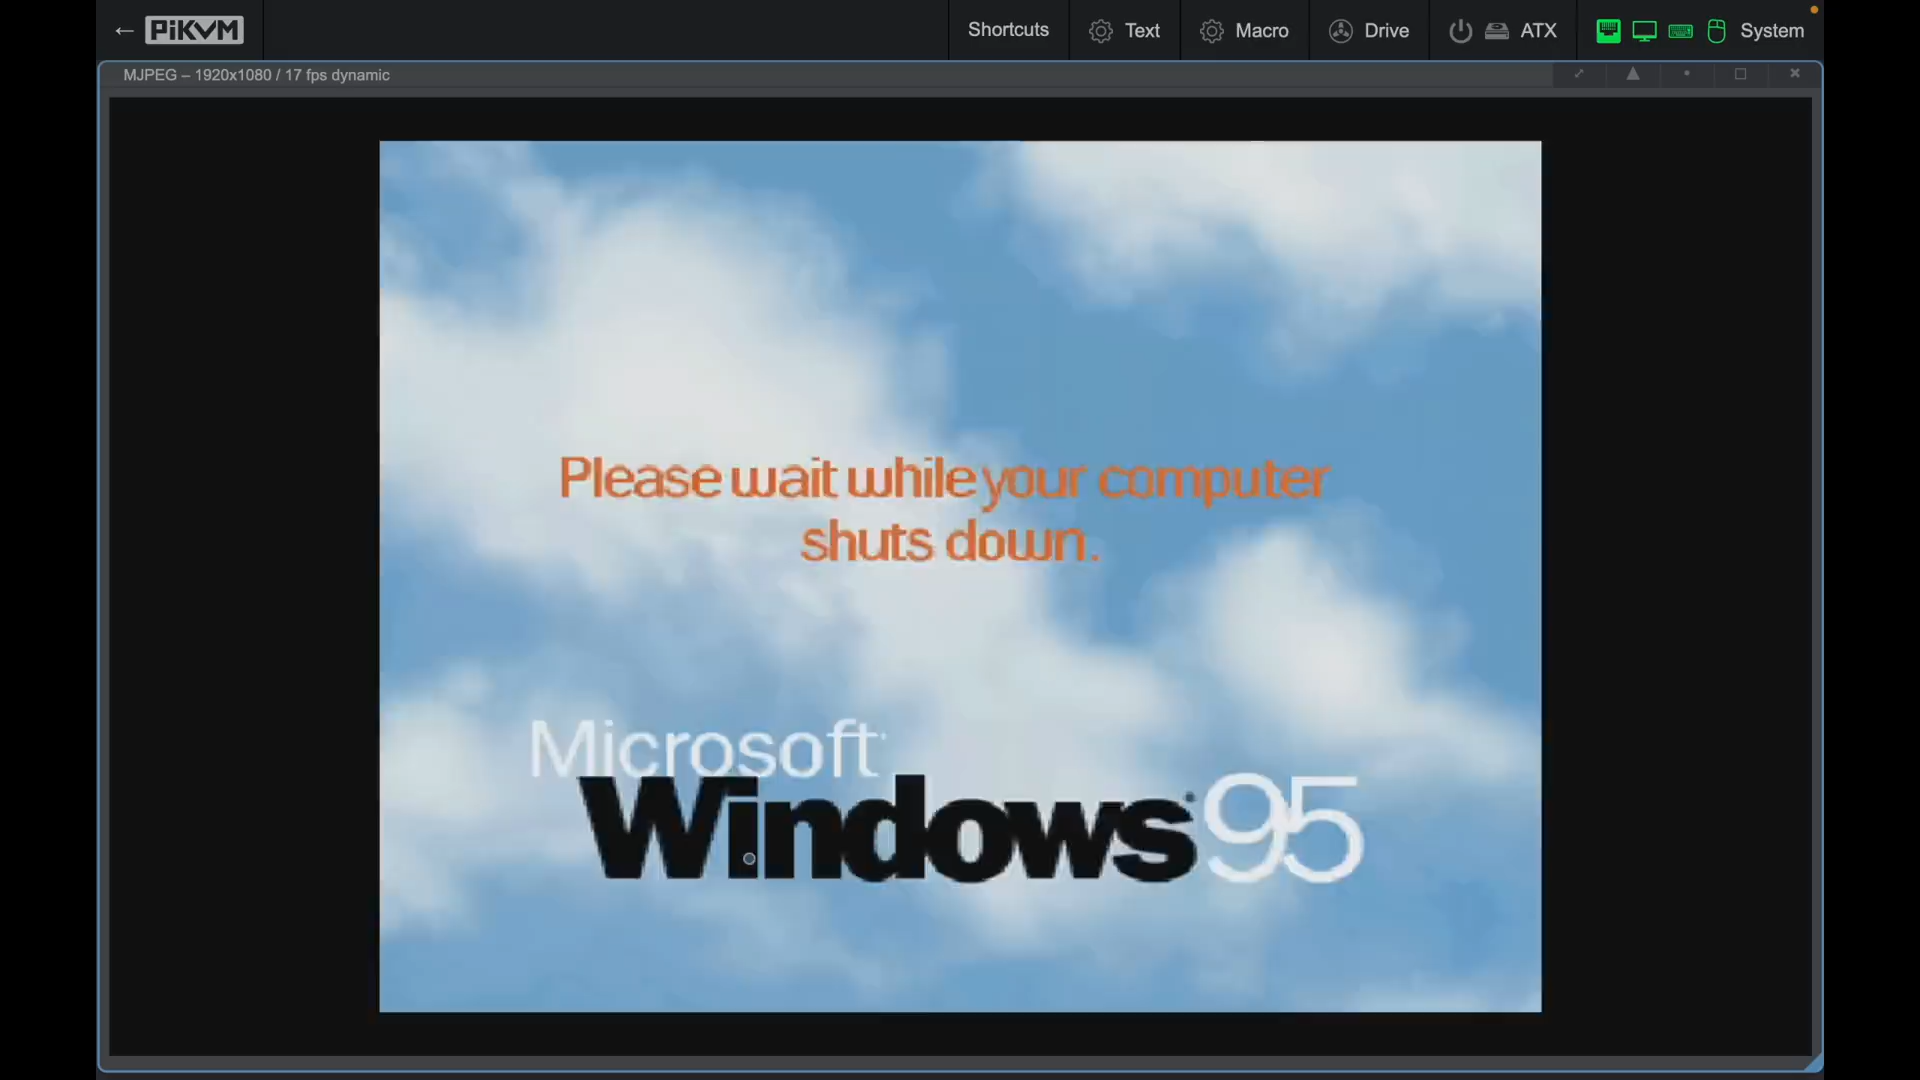 ← PiKVM
Shortcuts
Text
Macro
Drive
ATX
System
MJPEG – 1920x1080 / 17 fps dynamic
Please wait while your computer
shuts down.
Microsoft
Windows 95